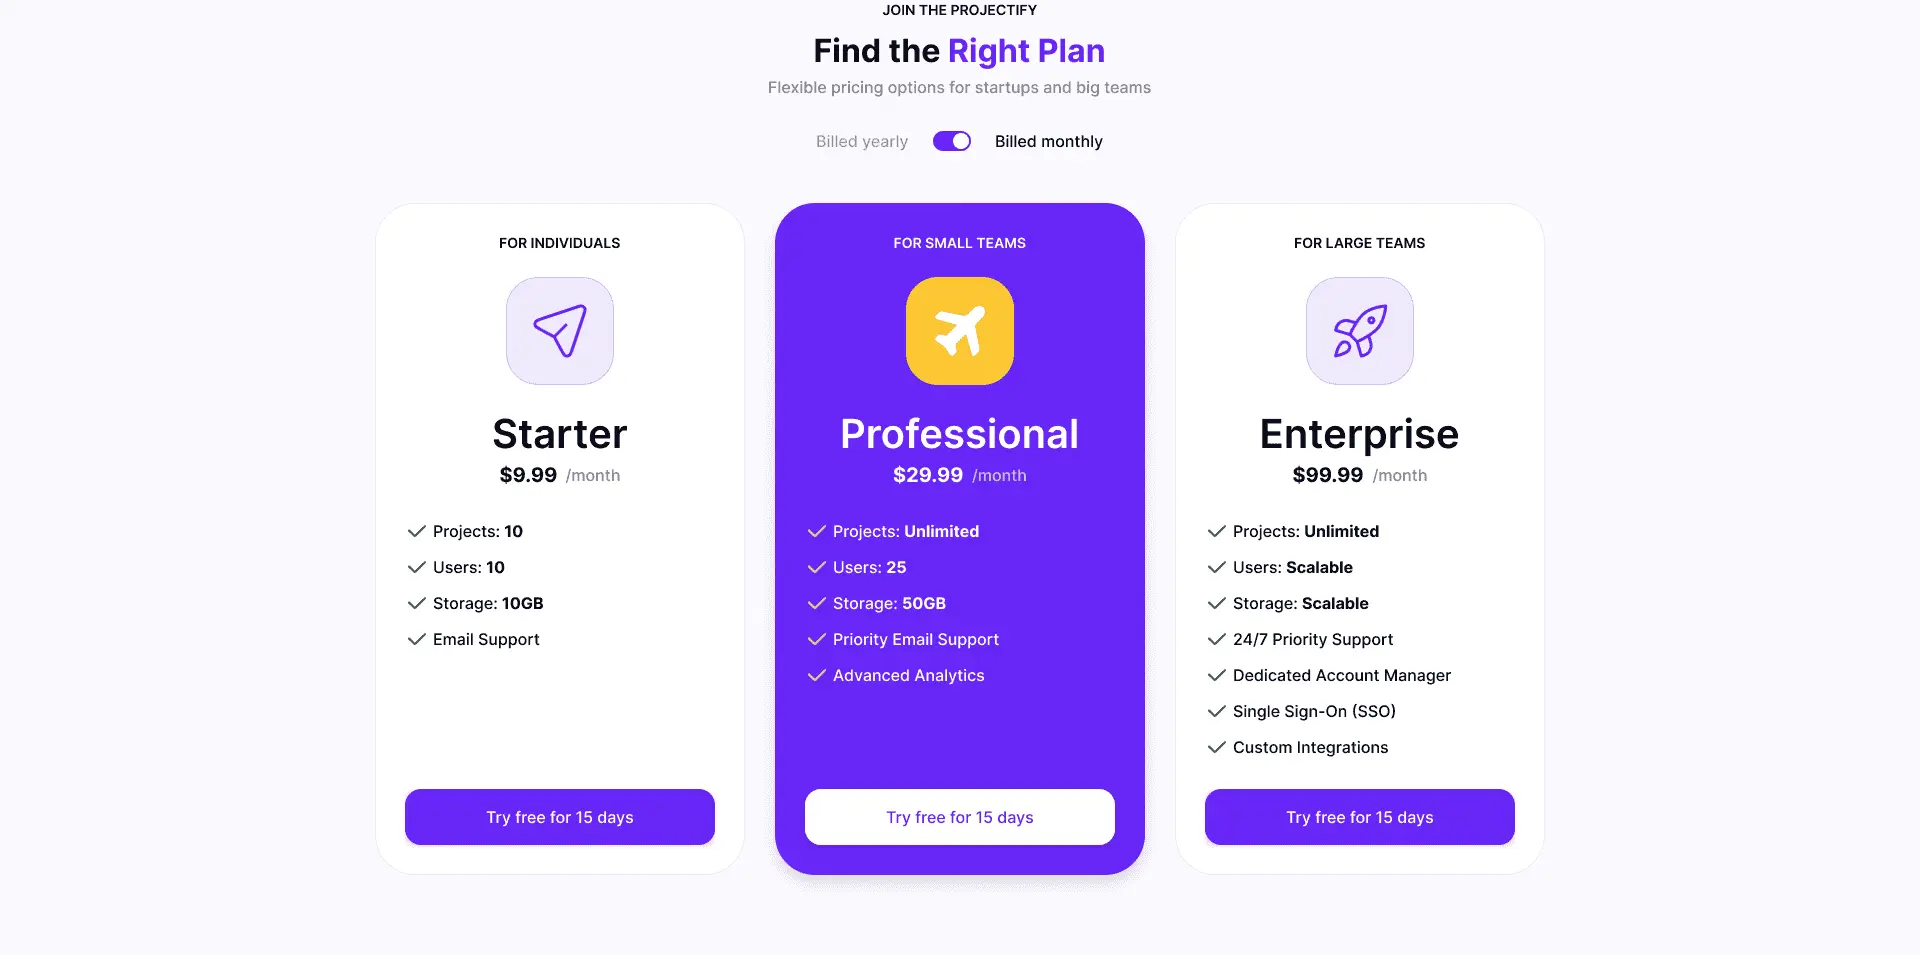 JOIN THE PROJECTIFY
Find the Right Plan
Flexible pricing options for startups and big teams
Billed yearly
Billed monthly
FOR INDIVIDUALS
Starter
$9.99 /month
Projects: 10
Users: 10
Storage: 10GB
Email Support
Try free for 15 days
FOR SMALL TEAMS
Professional
$29.99 /month
Projects: Unlimited
Users: 25
Storage: 50GB
Priority Email Support
Advanced Analytics
Try free for 15 days
FOR LARGE TEAMS
Enterprise
$99.99 /month
Projects: Unlimited
Users: Scalable
Storage: Scalable
24/7 Priority Support
Dedicated Account Manager
Single Sign-On (SSO)
Custom Integrations
Try free for 15 days